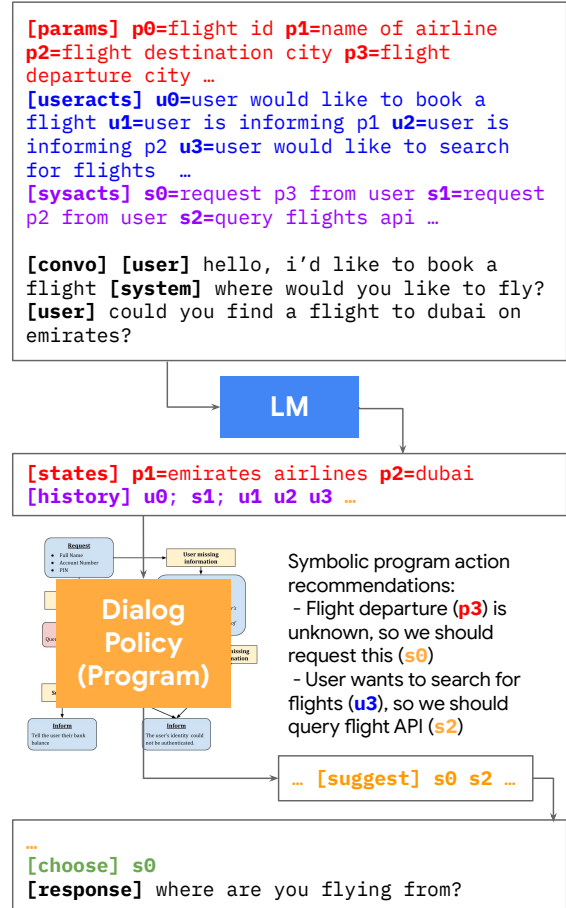 [params] p0=flight id p1=name of airline
p2=flight destination city p3=flight
departure city …
[useracts] u0=user would like to book a
flight u1=user is informing p1 u2=user is
informing p2 u3=user would like to search
for flights …
[sysacts] s0=request p3 from user s1=request
p2 from user s2=query flights api …
[convo] [user] hello, i’d like to book a
flight [system] where would you like to fly?
[user] could you find a flight to dubai on
emirates?
LM
[states] p1=emirates airlines p2=dubai
[history] u0; s1; u1 u2 u3 …
Request
● Full Name
● Account Number
● PIN
User missing
information
Dialog
Policy
(Program)
Inform
Tell the user their bank
balance
Inform
The user's identity could
not be authenticated.
Symbolic program action
recommendations:
- Flight departure (p3) is
unknown, so we should
request this (s0)
- User wants to search for
flights (u3), so we should
query flight API (s2)
… [suggest] s0 s2 …
…
[choose] s0
[response] where are you flying from?